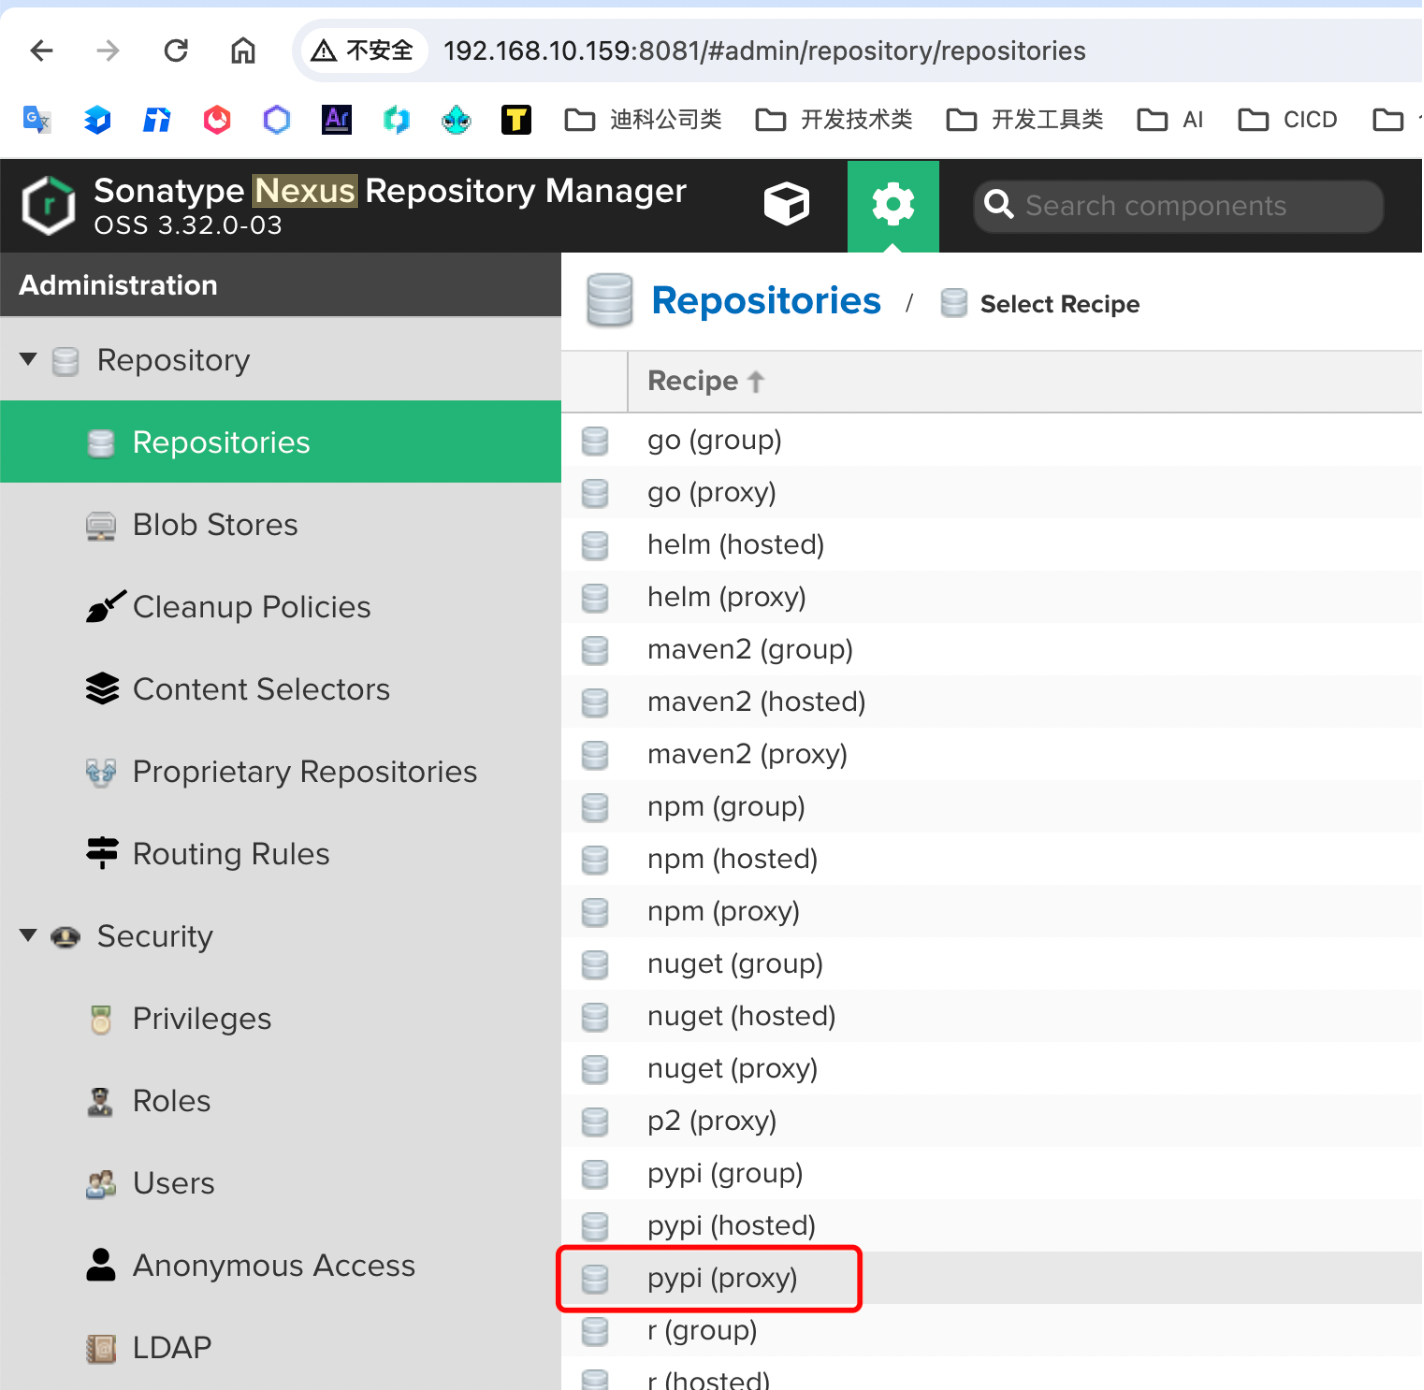 不安全 192.168.10.159:8081/#admin/repository/repositories
迪科公司类 开发技术类 开发工具类 AI CICD
Sonatype Nexus Repository Manager
OSS 3.32.0-03
Search components
Administration
Repositories / Select Recipe
Repository
Recipe
Repositories
Blob Stores
Cleanup Policies
Content Selectors
Proprietary Repositories
Routing Rules
Security
Privileges
Roles
Users
Anonymous Access
LDAP
go (group)
go (proxy)
helm (hosted)
helm (proxy)
maven2 (group)
maven2 (hosted)
maven2 (proxy)
npm (group)
npm (hosted)
npm (proxy)
nuget (group)
nuget (hosted)
nuget (proxy)
p2 (proxy)
pypi (group)
pypi (hosted)
pypi (proxy)
r (group)
r (hosted)